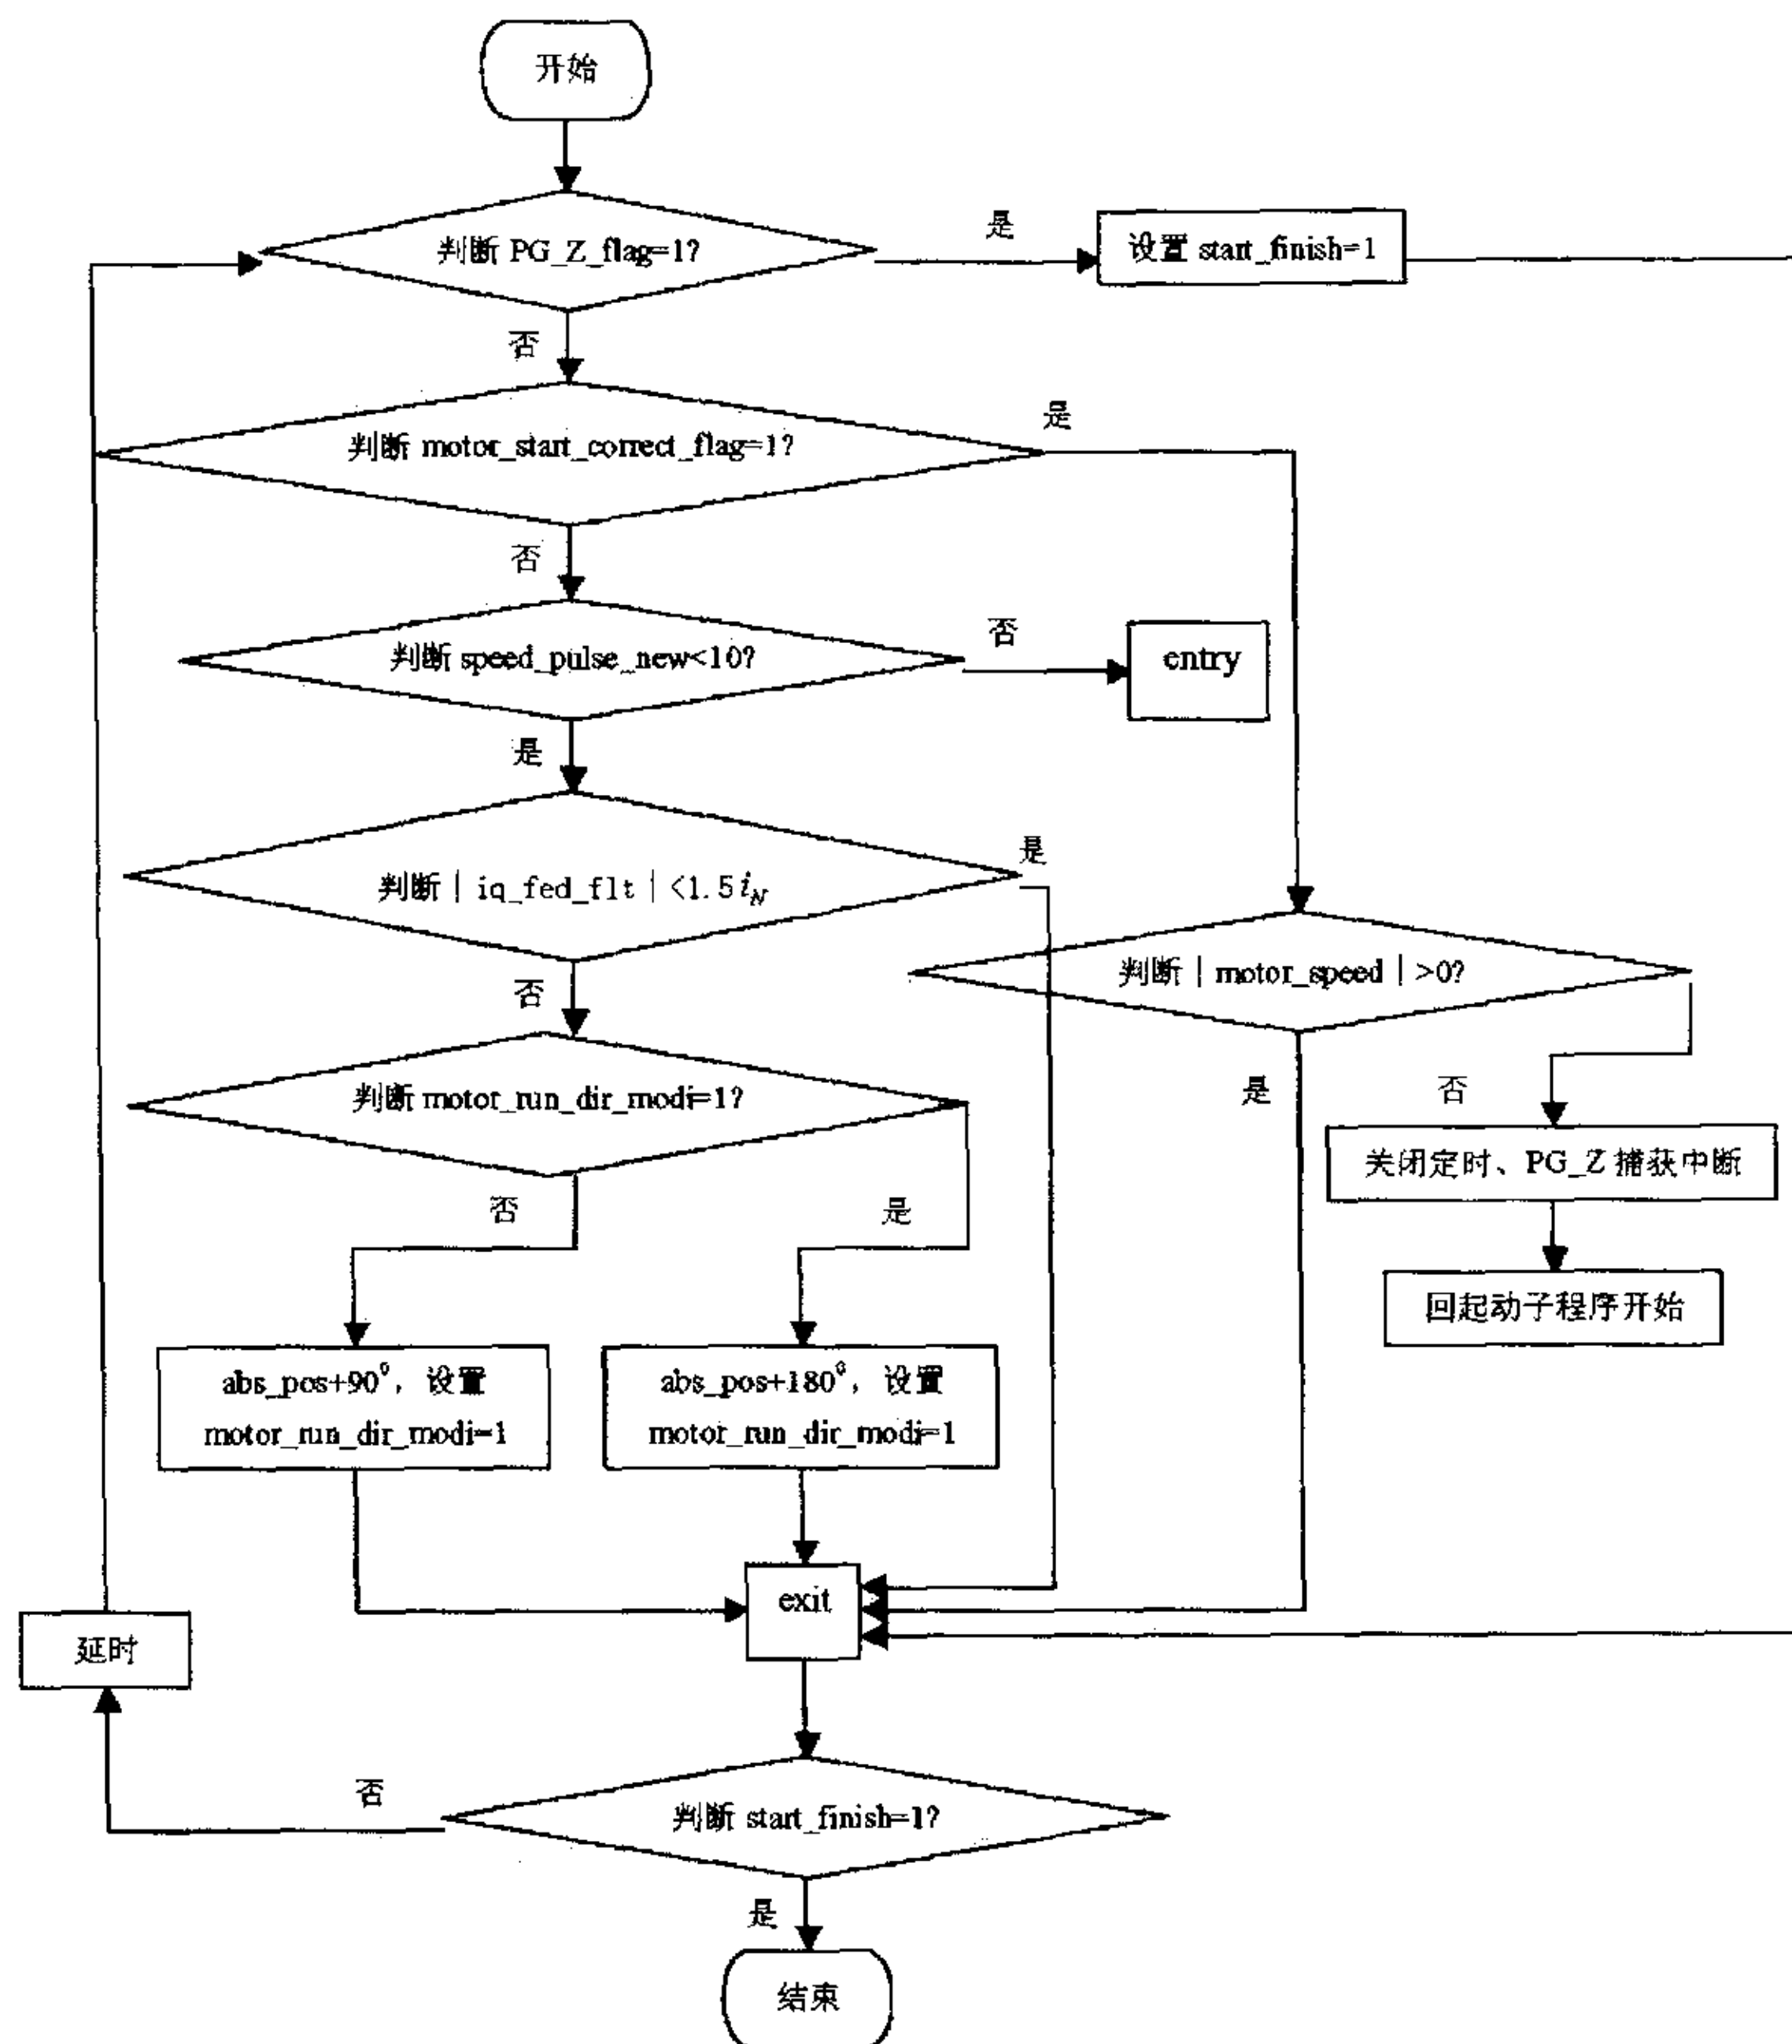 开始
判断 PG_Z_flag=1?
是
设置 start_finish=1
否
判断 motor_start_correct_flag=1?
是
否
判断 speed_pulse_new<10?
否
entry
是
判断 | iq_fed_flt | <1.5 i_N
是
否
判断 | motor_speed | >0?
判断 motor_run_dir_modi=1?
是
否
否
是
关闭定时、PG_Z 捕获中断
回起动子程序开始
abs_pos+90⁰, 设置
motor_run_dir_modi=1
abs_pos+180⁰, 设置
motor_run_dir_modi=1
exit
延时
否
判断 start_finish=1?
是
结束